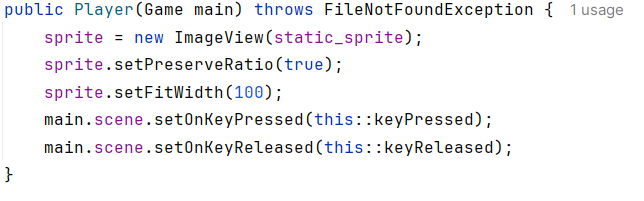 public Player(Game main) throws FileNotFoundException { 1 usage
    sprite = new ImageView(static_sprite);
    sprite.setPreserveRatio(true);
    sprite.setFitWidth(100);
    main.scene.setOnKeyPressed(this::keyPressed);
    main.scene.setOnKeyReleased(this::keyReleased);
}